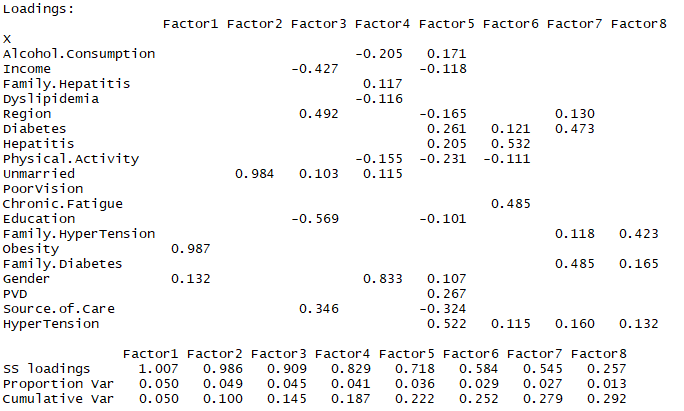 Loadings:
                     Factor1 Factor2 Factor3 Factor4 Factor5 Factor6 Factor7 Factor8
X
Alcohol.Consumption                          -0.205   0.171
Income                               -0.427          -0.118
Family.Hepatitis                              0.117
Dyslipidemia                                 -0.116
Region                                0.492          -0.165           0.130
Diabetes                                              0.261   0.121   0.473
Hepatitis                                             0.205   0.532
Physical.Activity                            -0.155  -0.231  -0.111
Unmarried                     0.984   0.103   0.115
PoorVision
Chronic.Fatigue                                               0.485
Education                            -0.569          -0.101
Family.HyperTension                                                   0.118   0.423
Obesity               0.987
Family.Diabetes                                                       0.485   0.165
Gender                0.132                   0.833   0.107
PVD                                                   0.267
Source.of.Care                        0.346          -0.324
HyperTension                                          0.522   0.115   0.160   0.132
               Factor1 Factor2 Factor3 Factor4 Factor5 Factor6 Factor7 Factor8
SS loadings      1.007   0.986   0.909   0.829   0.718   0.584   0.545   0.257
Proportion Var   0.050   0.049   0.045   0.041   0.036   0.029   0.027   0.013
Cumulative Var   0.050   0.100   0.145   0.187   0.222   0.252   0.279   0.292